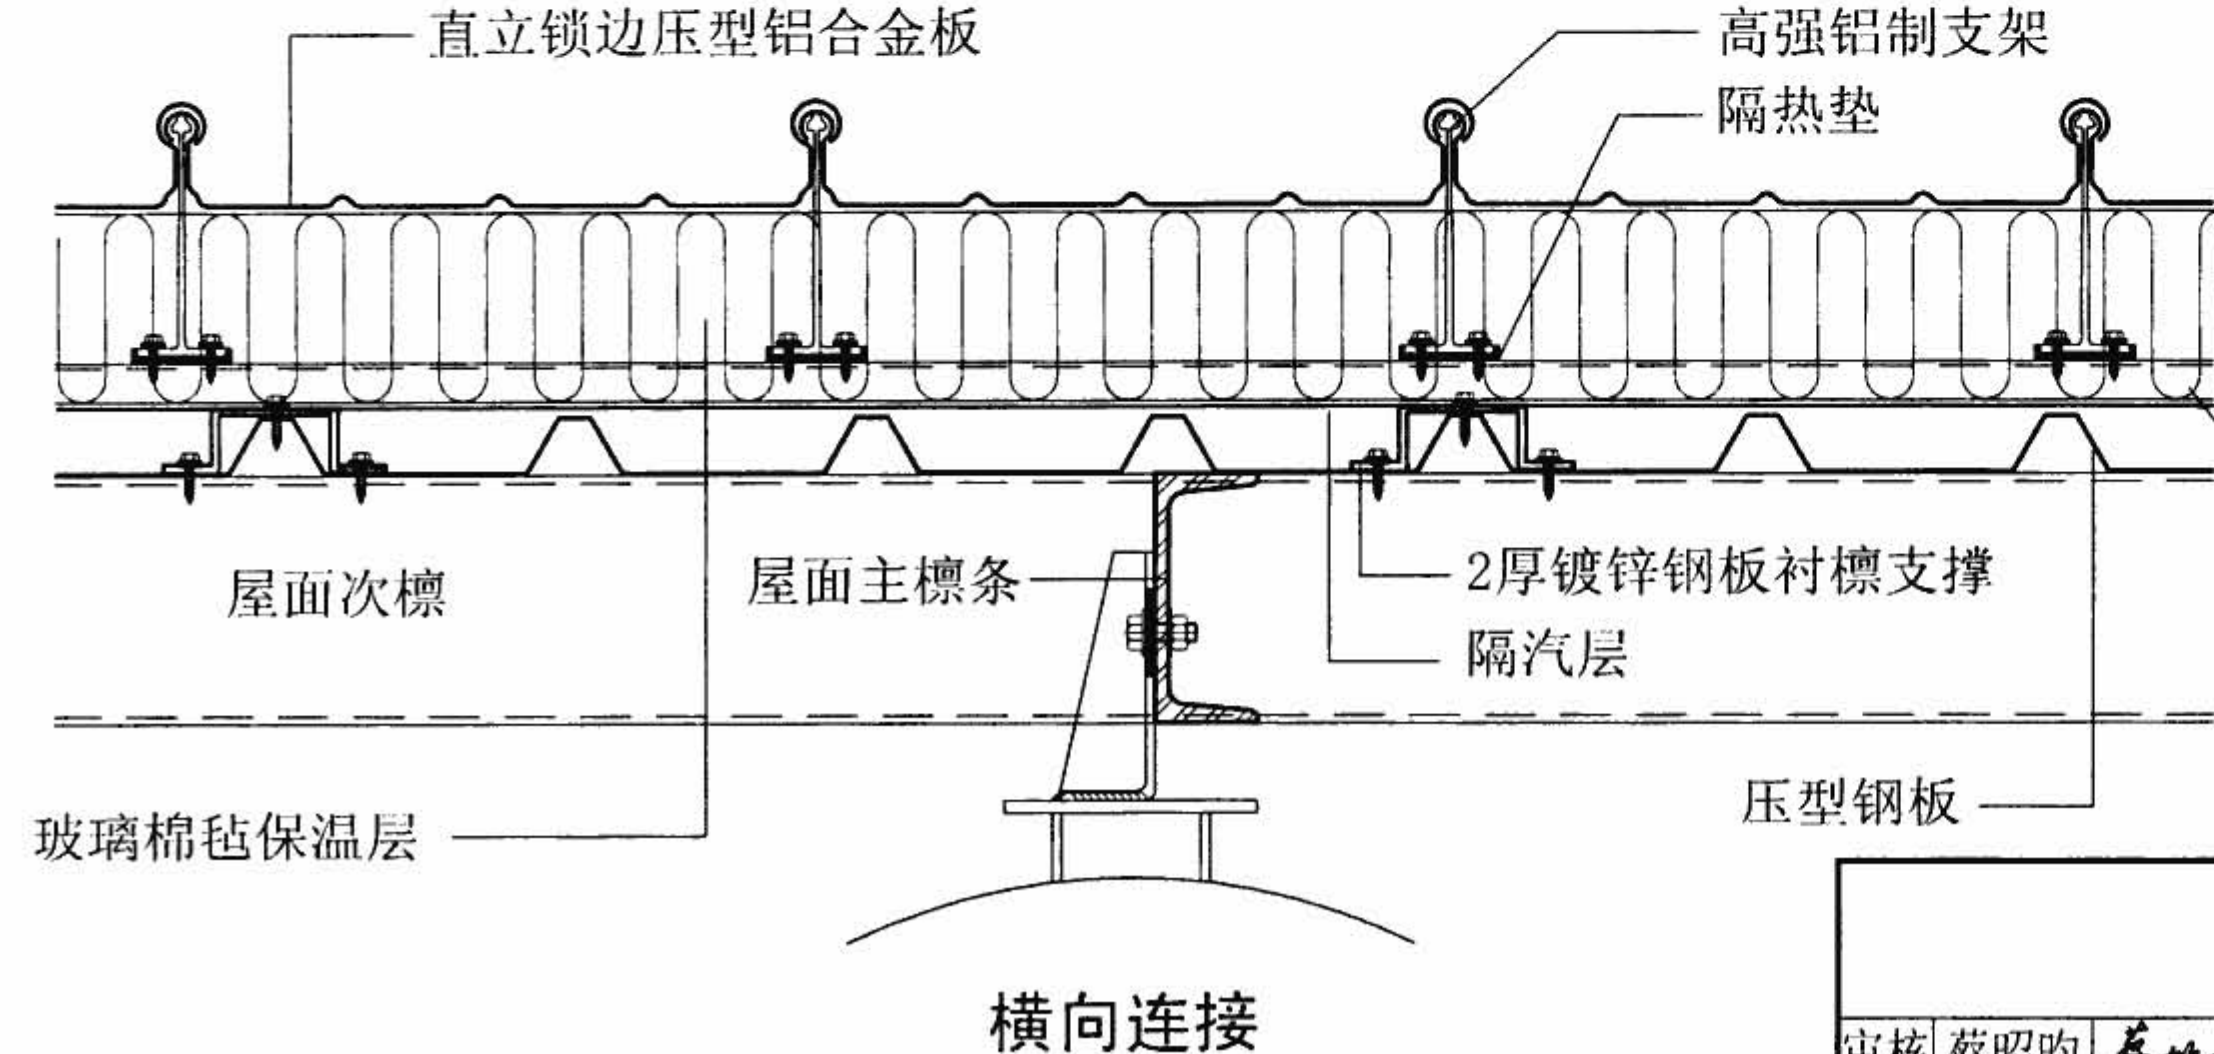 直立锁边压型铝合金板
高强铝制支架
隔热垫
屋面次檩
屋面主檩条
2厚镀锌钢板衬檩支撑
隔汽层
压型钢板
玻璃棉毡保温层
横向连接
审核